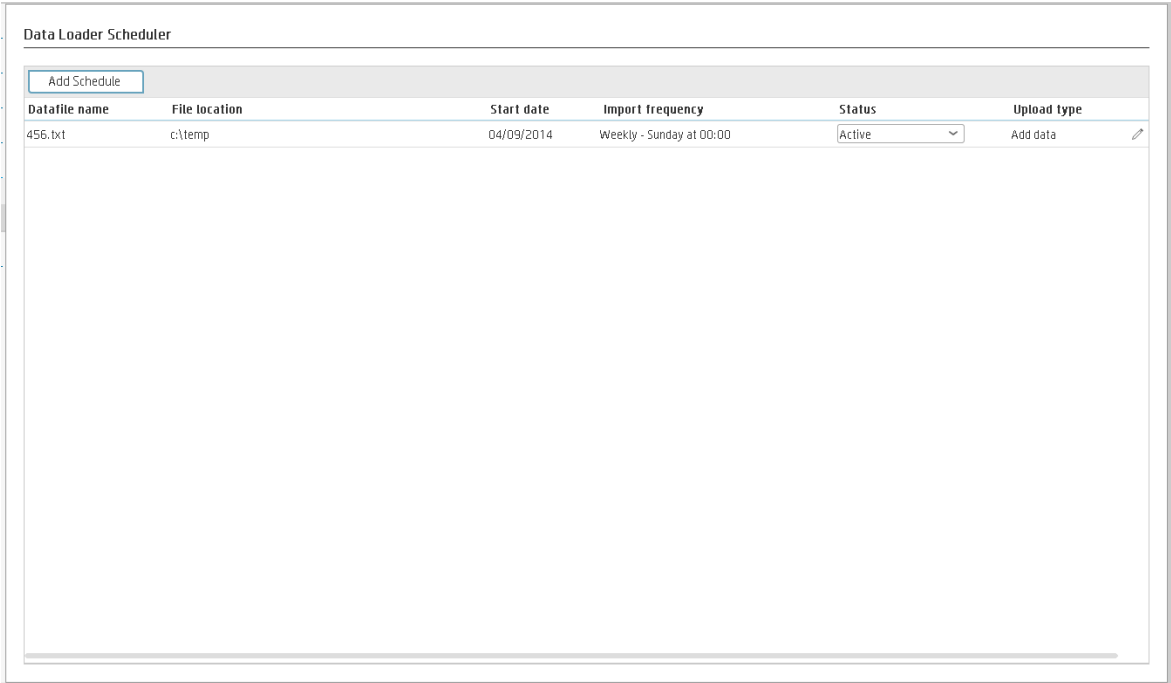 Data Loader Scheduler
Add Schedule
Datafile name File location Start date Import frequency Status Upload type
456.txt c:\temp 04/09/2014 Weekly - Sunday at 00:00 Active Add data